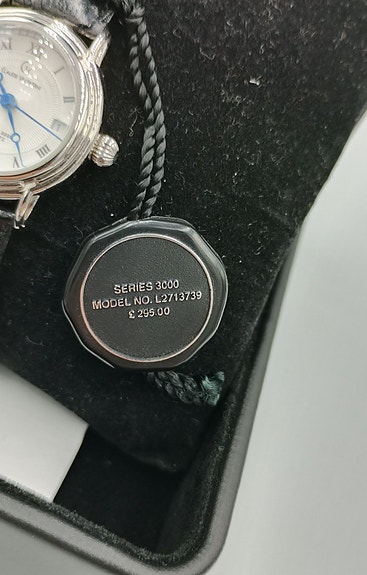 SERIES 3000
MODEL NO. L2713739
£ 295.00